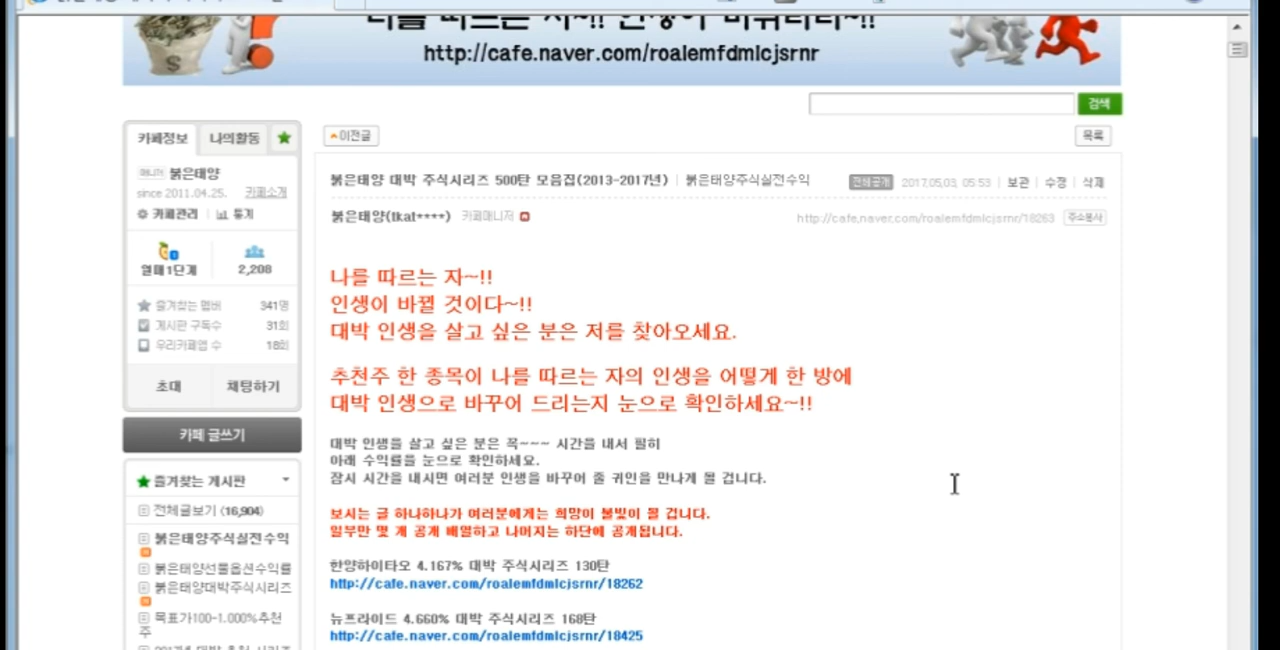 http://cafe.naver.com/roalemfdmlcjsrnr
검색
카페정보 나의활동
이전글
목록
매니저 붉은태양
since 2011.04.25. 카페소개
카페관리 통계
열매1단계 2,208
즐겨찾는 멤버 341명
게시판 구독수 31회
우리카페앱 수 18회
초대 채팅하기
카페 글쓰기
즐겨찾는 게시판
전체글보기 (16,904)
붉은태양주식실전수익
붉은태양선물옵션수익률
붉은태양대박주식시리즈
목표가100-1,000%추천
주
붉은태양 대박 주식시리즈 500탄 모음집(2013-2017년) | 붉은태양주식실전수익
전체공개 2017.05.03. 05:53 | 보관 | 수정 | 삭제
붉은태양(tkat****) 카페매니저
http://cafe.naver.com/roalemfdmlcjsrnr/18263 주소복사
나를 따르는 자~!!
인생이 바뀔 것이다~!!
대박 인생을 살고 싶은 분은 저를 찾아오세요.
추천주 한 종목이 나를 따르는 자의 인생을 어떻게 한 방에
대박 인생으로 바꾸어 드리는지 눈으로 확인하세요~!!
대박 인생을 살고 싶은 분은 꼭~~~ 시간을 내서 필히
아래 수익률을 눈으로 확인하세요.
잠시 시간을 내시면 여러분 인생을 바꾸어 줄 귀인을 만나게 될 겁니다.
보시는 글 하나하나가 여러분에게는 희망이 불빛이 될 겁니다.
일부만 몇 개 공개 배열하고 나머지는 하단에 공개됩니다.
한양하이타오 4.167% 대박 주식시리즈 130탄
http://cafe.naver.com/roalemfdmlcjsrnr/18262
뉴프라이드 4.660% 대박 주식시리즈 168탄
http://cafe.naver.com/roalemfdmlcjsrnr/18425